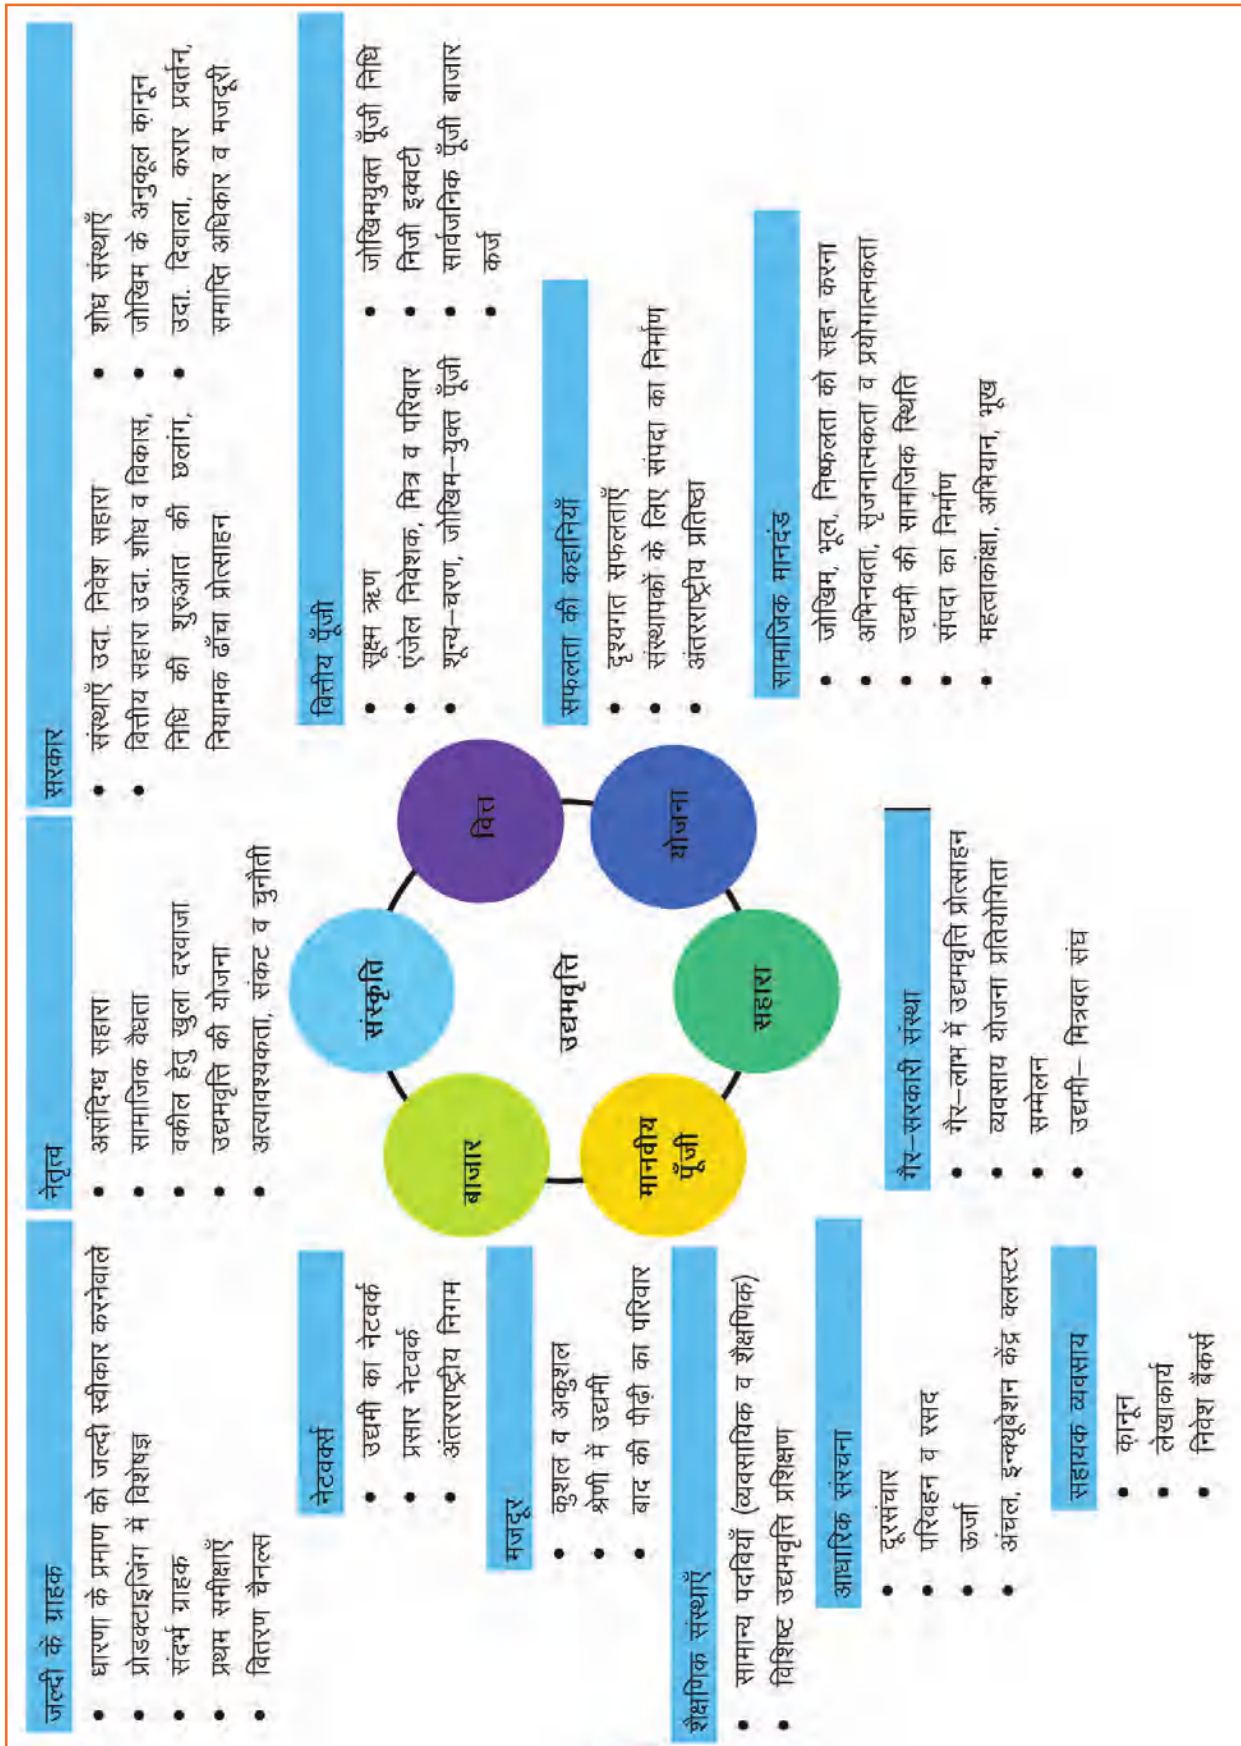 जल्दी के ग्राहक
धारणा के प्रमाण को जल्दी स्वीकार करनेवाले
प्रोडक्टाइजिंग में विशेषज्ञ
संदर्भ ग्राहक
प्रथम समीक्षाएँ
वितरण चैनल्स
नेतृत्व
असंदिग्ध सहारा
सामाजिक वैधता
वकील हेतु खुला दरवाजा
उद्यमवृत्ति की योजना
अत्यावश्यकता, संकट व चुनौती
सरकार
संस्थाएँ उदा. निवेश सहारा
वित्तीय सहारा उदा. शोध व विकास,
निधि की शुरुआत की छलांग,
नियामक ढाँचा प्रोत्साहन
शोध संस्थाएँ
जोखिम के अनुकूल क़ानून
उदा. दिवाला, करार प्रवर्तन,
समाप्ति अधिकार व मजदूरी
नेटवर्क्स
उद्यमी का नेटवर्क
प्रसार नेटवर्क
अंतरराष्ट्रीय निगम
मजदूर
कुशल व अकुशल
श्रेणी में उद्यमी
बाद की पीढ़ी का परिवार
शैक्षणिक संस्थाएँ
सामान्य पदवियाँ (व्यवसायिक व शैक्षणिक)
विशिष्ट उद्यमवृत्ति प्रशिक्षण
संस्कृति
वित्त
योजना
सहारा
मानवीय
पूँजी
बाजार
उद्यमवृत्ति
वित्तीय पूँजी
सूक्ष्म ऋण
एंजेल निवेशक, मित्र व परिवार
शून्य–चरण, जोखिम–युक्त पूँजी
जोखिमयुक्त पूँजी निधि
निजी इक्वटी
सार्वजनिक पूँजी बाजार
कर्ज
सफलता की कहानियाँ
दृश्यगत सफलताएँ
संस्थापकों के लिए संपदा का निर्माण
अंतरराष्ट्रीय प्रतिष्ठा
सामाजिक मानदंड
जोखिम, भूल, निष्फलता को सहन करना
अभिनवता, सृजनात्मकता व प्रयोगात्मकता
उद्यमी की सामाजिक स्थिति
संपदा का निर्माण
महत्वाकांक्षा, अभियान, भूख
आधारिक संरचना
दूरसंचार
परिवहन व रसद
ऊर्जा
अंचल, इन्क्यूबेशन केंद्र क्लस्टर
गैर–सरकारी संस्था
गैर–लाभ में उद्यमवृत्ति प्रोत्साहन
व्यवसाय योजना प्रतियोगिता
सम्मेलन
उद्यमी– मित्रवत संघ
सहायक व्यवसाय
क़ानून
लेखाकार्य
निवेश बैंकर्स